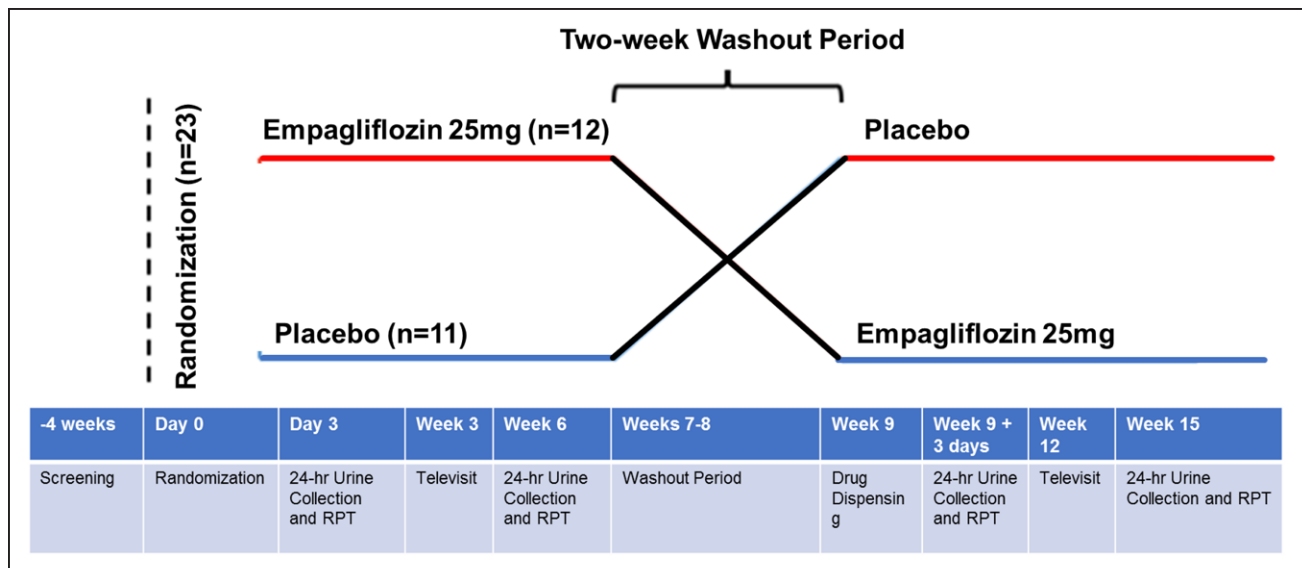 Two-week Washout Period
Randomization (n=23)
Empagliflozin 25mg (n=12)
Placebo
Placebo (n=11)
Empagliflozin 25mg
-4 weeks
Day 0
Day 3
Week 3
Week 6
Weeks 7-8
Week 9
Week 9 +
3 days
Week
12
Week 15
Screening
Randomization
24-hr Urine
Collection
and RPT
Televisit
24-hr Urine
Collection
and RPT
Washout Period
Drug
Dispensin
g
24-hr Urine
Collection
and RPT
Televisit
24-hr Urine
Collection and RPT